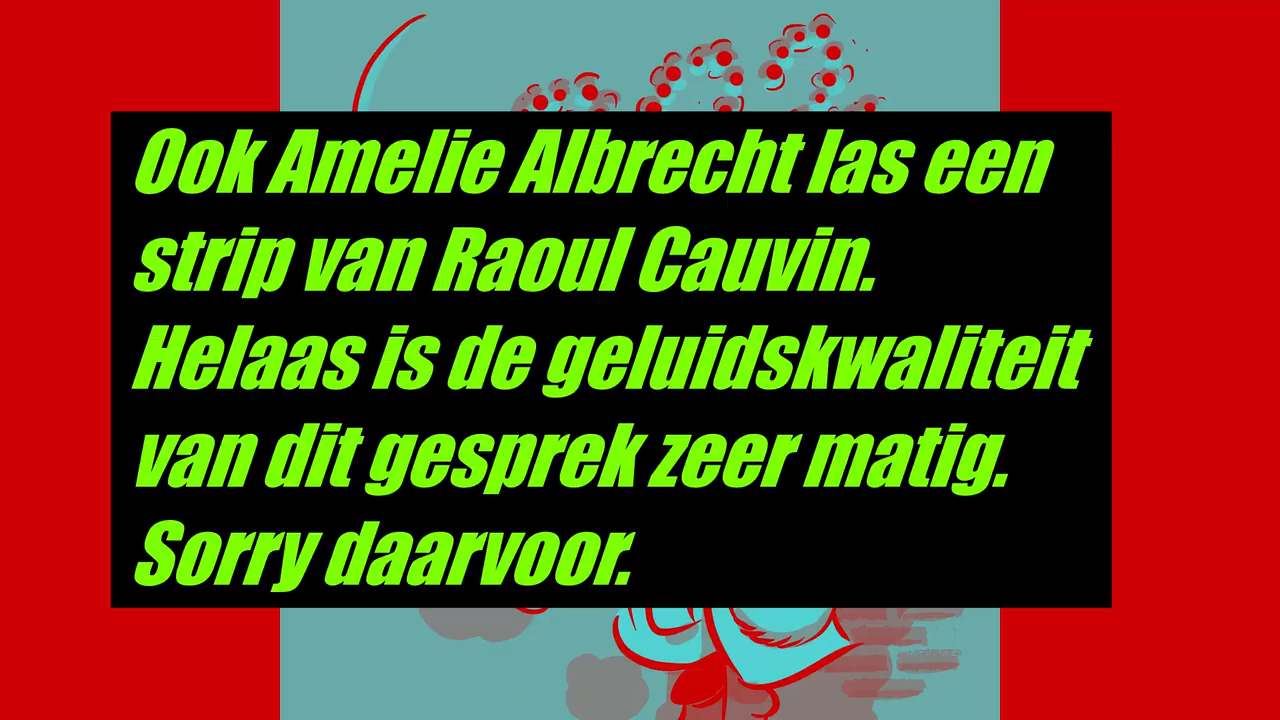 Ook Amelie Albrecht las een
strip van Raoul Cauvin.
Helaas is de geluidskwaliteit
van dit gesprek zeer matig.
Sorry daarvoor.